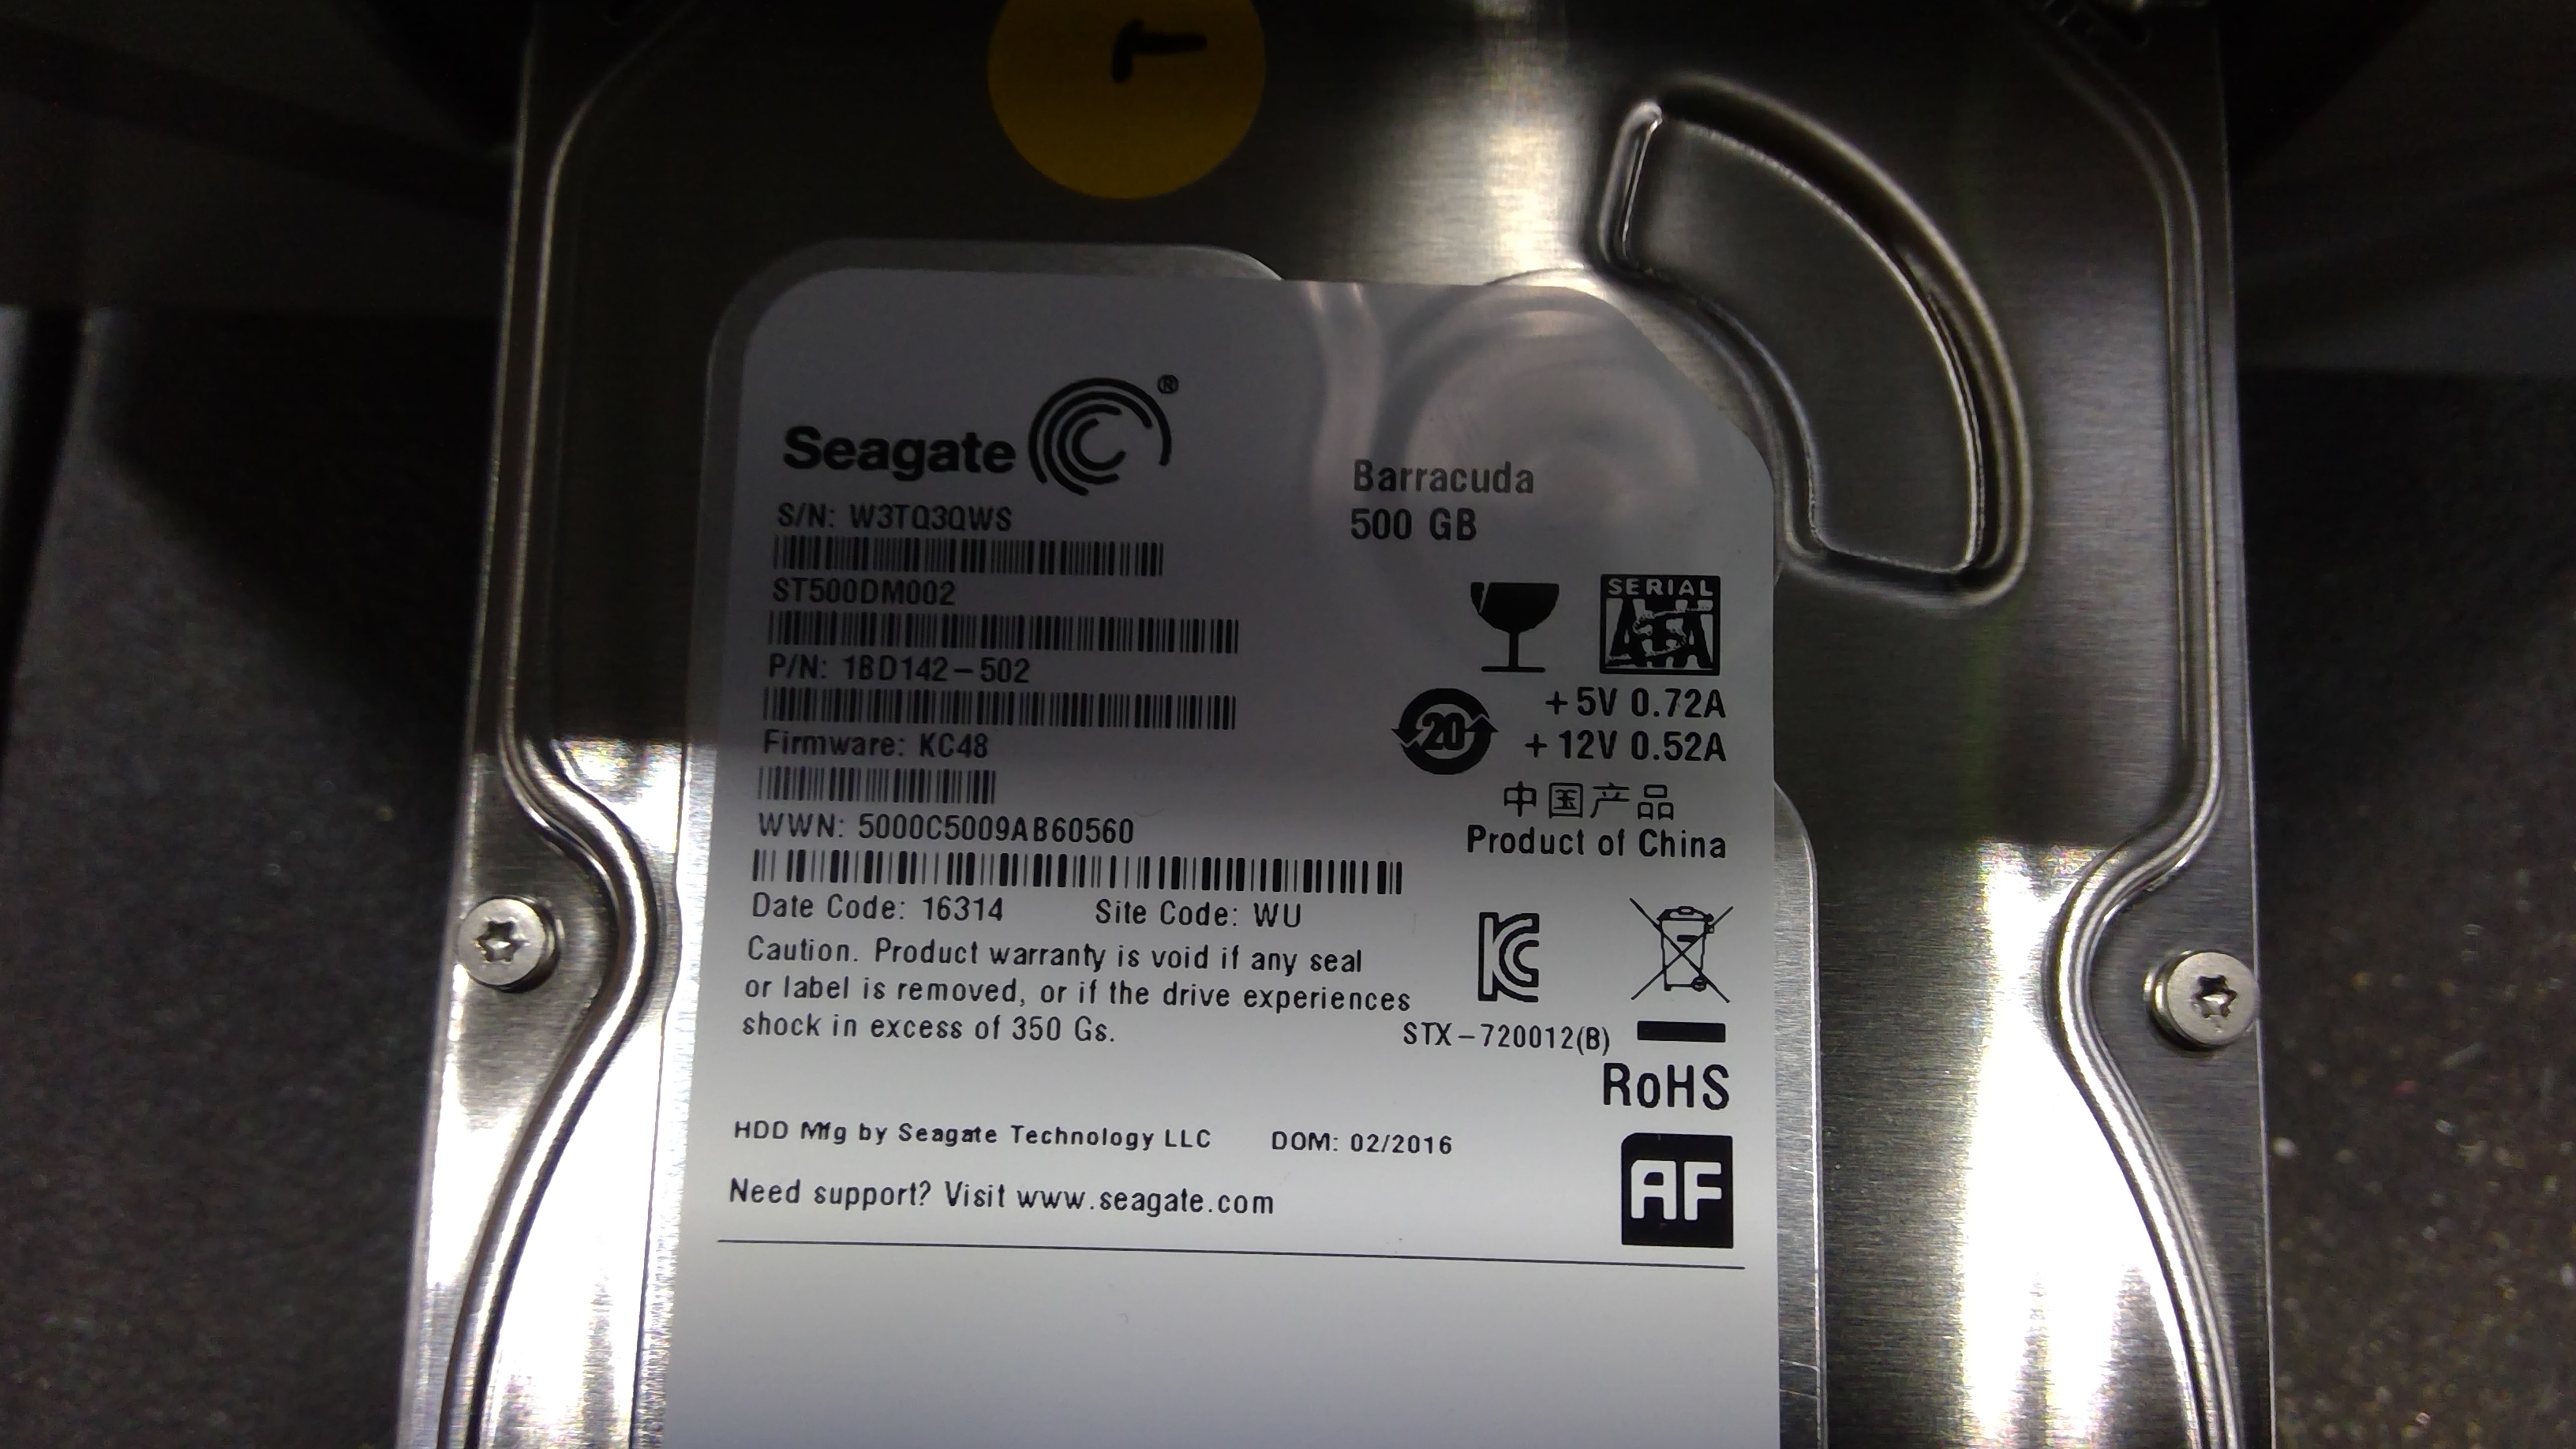 Seagate ®
Barracuda
500 GB
S/N: W3TQ3QWS
ST500DM002
P/N: 1BD142-502
Firmware: KC48
WWN: 5000C5009AB60560
Date Code: 16314 Site Code: WU
Caution. Product warranty is void if any seal
or label is removed, or if the drive experiences
shock in excess of 350 Gs.
SERIAL
ATA
20
+5V 0.72A
+12V 0.52A
中国产品
Product of China
STX-720012(B)
RoHS
HDD Mfg by Seagate Technology LLC DOM: 02/2016
AF
Need support? Visit www.seagate.com